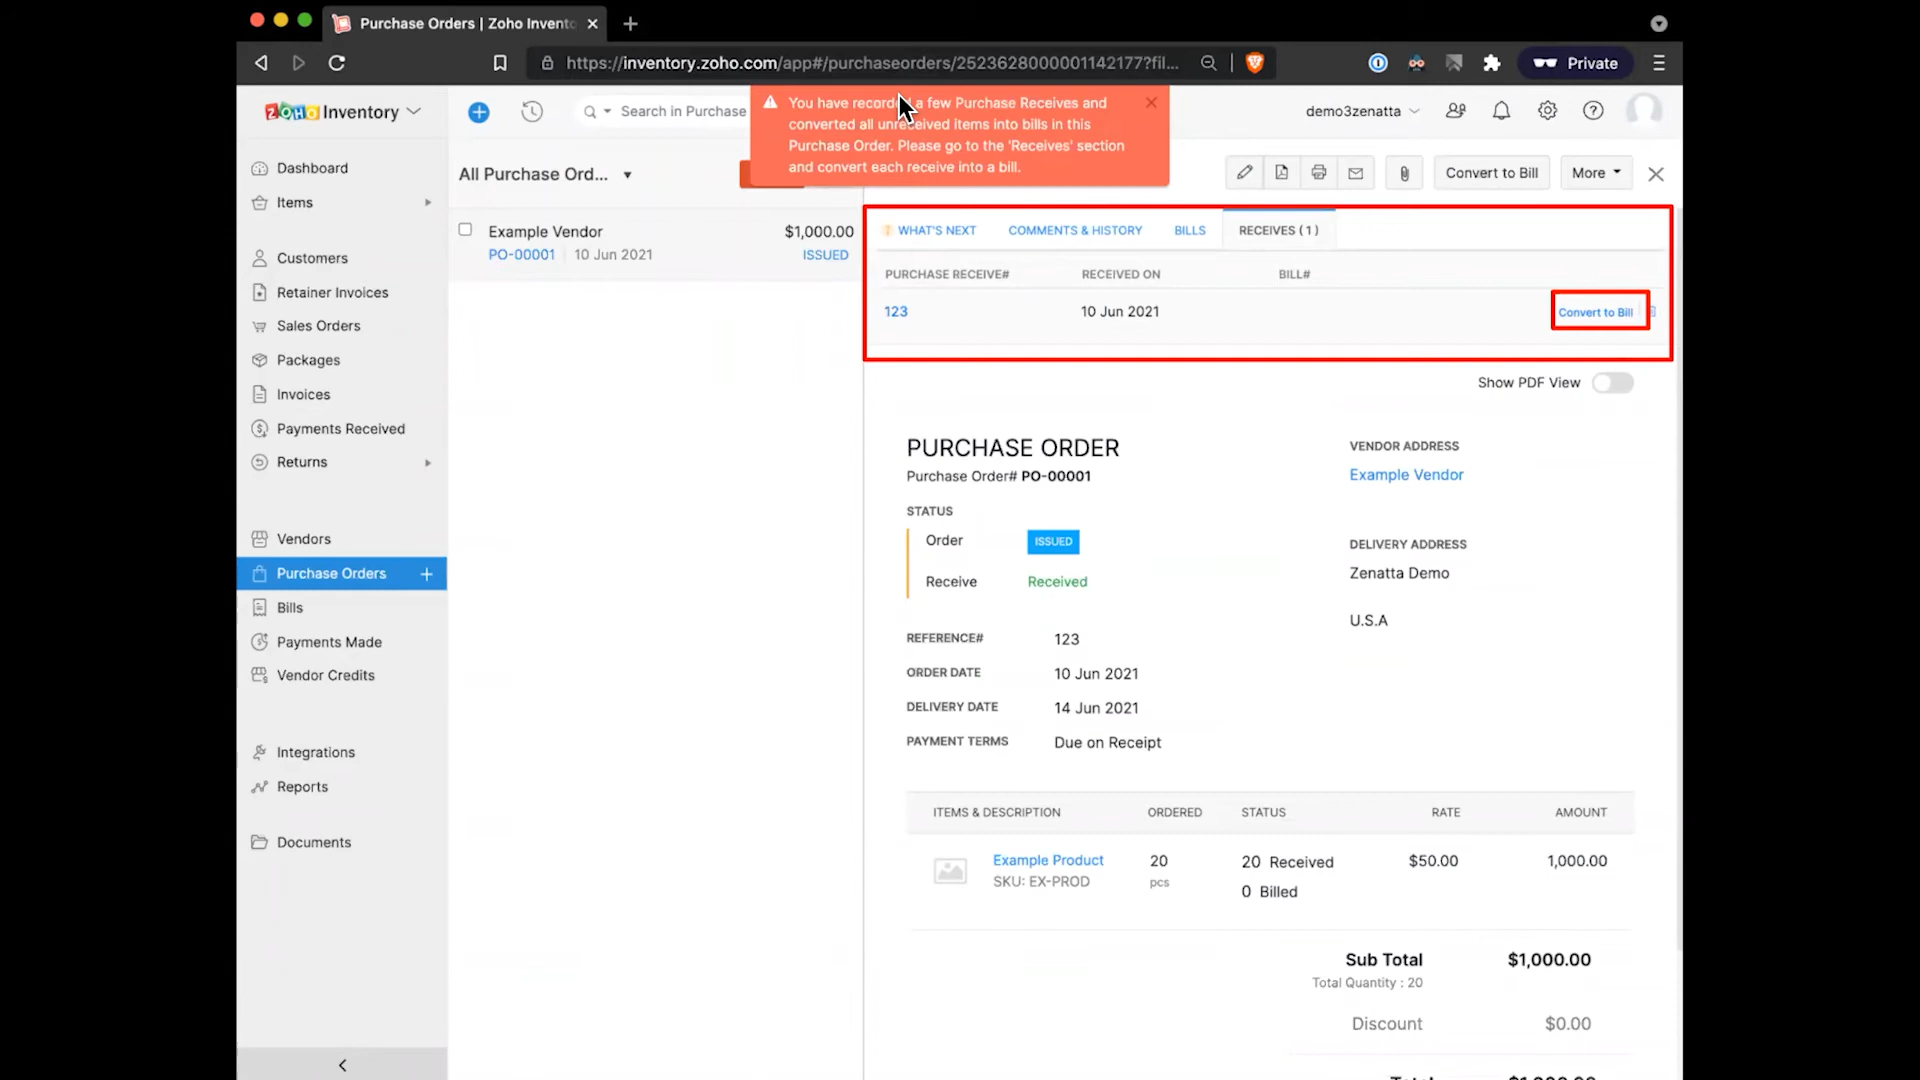 Purchase Orders | Zoho Invento
https://inventory.zoho.com/app#/purchaseorders/2523628000001142177?fil...
Private
ZOHO Inventory
Search in Purchase
You have recorde a few Purchase Receives and
converted all unreceived items into bills in this
Purchase Order. Please go to the 'Receives' section
and convert each receive into a bill.
demo3zenatta
Dashboard
Items
Customers
Retainer Invoices
Sales Orders
Packages
Invoices
Payments Received
Returns
Vendors
Purchase Orders
Bills
Payments Made
Vendor Credits
Integrations
Reports
Documents
All Purchase Ord...
Example Vendor
$1,000.00
PO-00001
10 Jun 2021
ISSUED
Convert to Bill
More
WHAT'S NEXT
COMMENTS & HISTORY
BILLS
RECEIVES ( 1 )
PURCHASE RECEIVE#
RECEIVED ON
BILL#
123
10 Jun 2021
Convert to Bill
Show PDF View
PURCHASE ORDER
Purchase Order# PO-00001
STATUS
Order
ISSUED
Receive
Received
REFERENCE#
123
ORDER DATE
10 Jun 2021
DELIVERY DATE
14 Jun 2021
PAYMENT TERMS
Due on Receipt
VENDOR ADDRESS
Example Vendor
DELIVERY ADDRESS
Zenatta Demo
U.S.A
ITEMS & DESCRIPTION
ORDERED
STATUS
RATE
AMOUNT
Example Product
SKU: EX-PROD
20
pcs
20 Received
0 Billed
$50.00
1,000.00
Sub Total
$1,000.00
Total Quantity : 20
Discount
$0.00